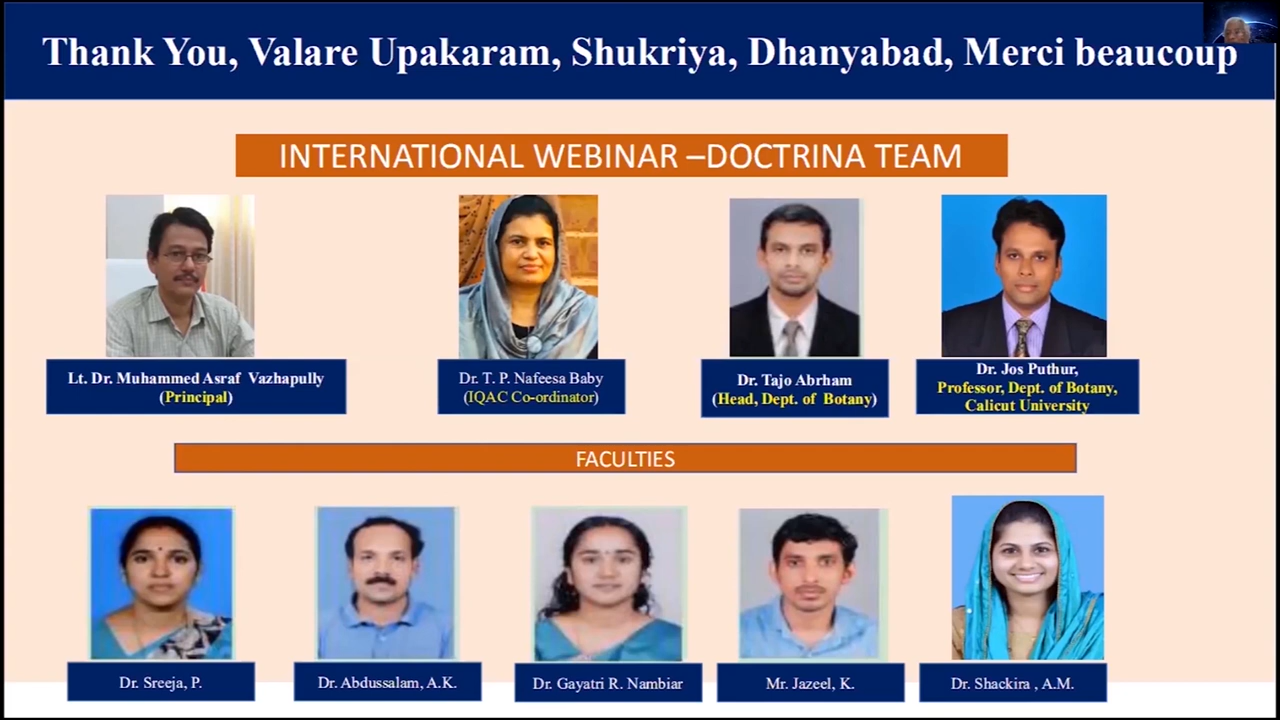 Thank You, Valare Upakaram, Shukriya, Dhanyabad, Merci beaucoup
INTERNATIONAL WEBINAR –DOCTRINA TEAM
Lt. Dr. Muhammed Asraf Vazhapully
(Principal)
Dr. T. P. Nafeesa Baby
(IQAC Co-ordinator)
Dr. Tajo Abrham
(Head, Dept. of Botany)
Dr. Jos Puthur,
Professor, Dept. of Botany,
Calicut University
FACULTIES
Dr. Sreeja, P.
Dr. Abdussalam, A.K.
Dr. Gayatri R. Nambiar
Mr. Jazeel, K.
Dr. Shackira , A.M.